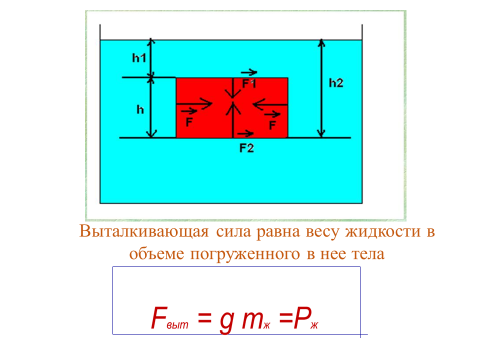 h1
h2
F1
h
F
F
F2
Выталкивающая сила равна весу жидкости в
объеме погруженного в нее тела
Fвыт = g mж =Pж